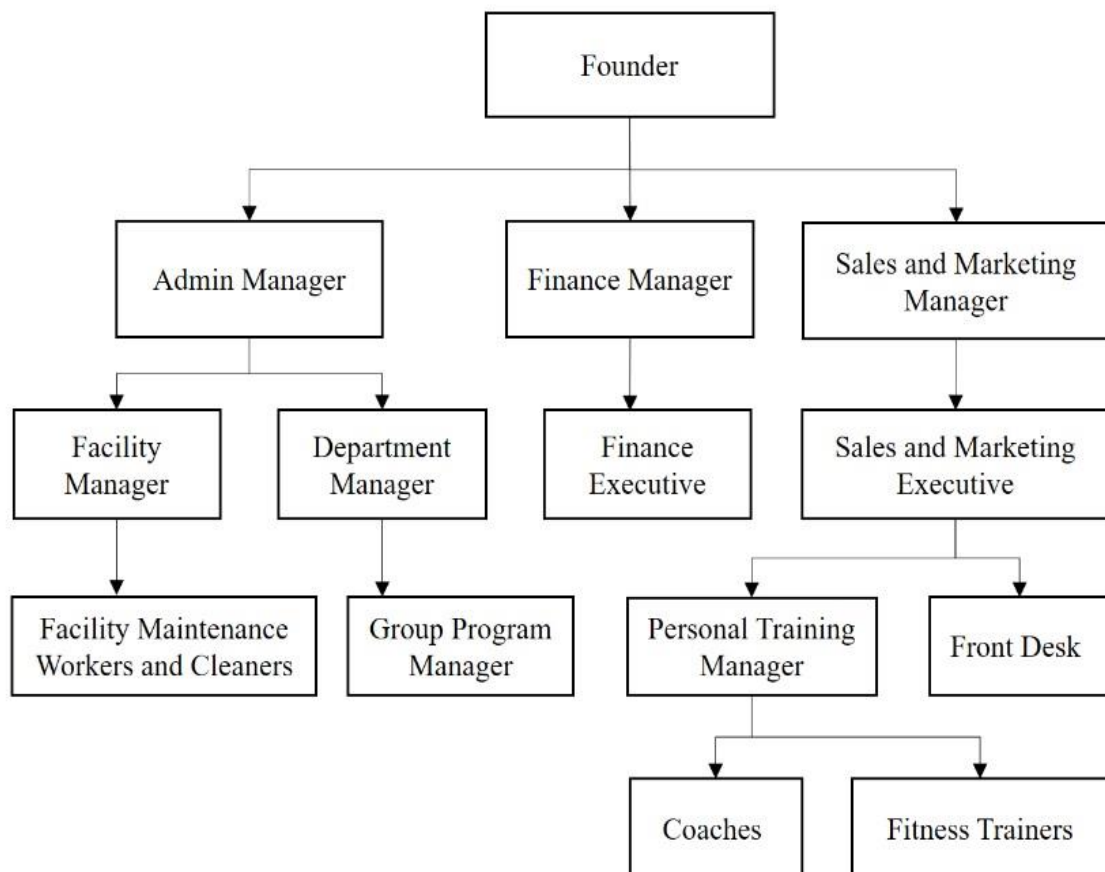 Founder
Admin Manager
Finance Manager
Sales and Marketing
Manager
Facility
Manager
Department
Manager
Finance
Executive
Sales and Marketing
Executive
Facility Maintenance
Workers and Cleaners
Group Program
Manager
Personal Training
Manager
Front Desk
Coaches
Fitness Trainers